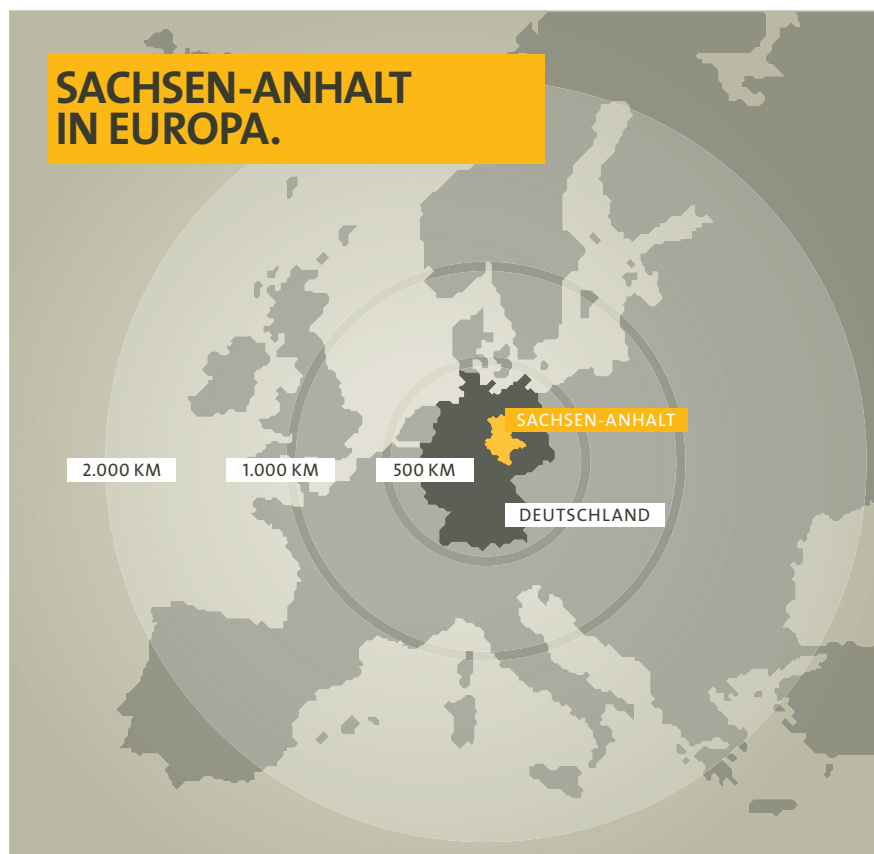 SACHSEN-ANHALT
IN EUROPA.
SACHSEN-ANHALT
2.000 KM
1.000 KM
500 KM
DEUTSCHLAND